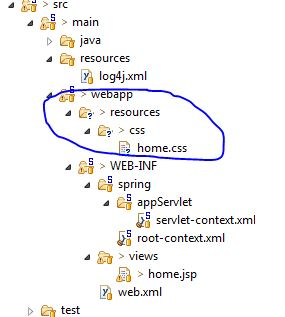 > src
> main
> java
> resources
log4j.xml
> webapp
> resources
> css
home.css
> WEB-INF
> spring
> appServlet
servlet-context.xml
root-context.xml
> views
> home.jsp
web.xml
> test